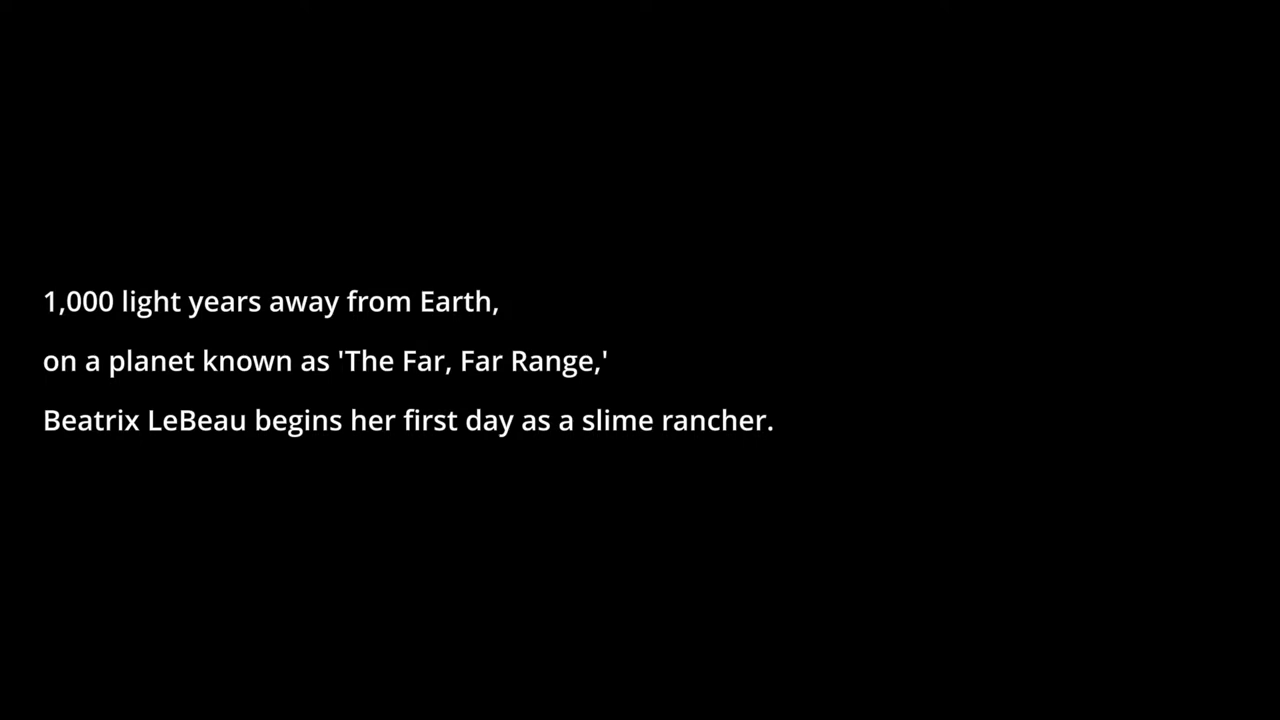 1,000 light years away from Earth,
on a planet known as 'The Far, Far Range,'
Beatrix LeBeau begins her first day as a slime rancher.